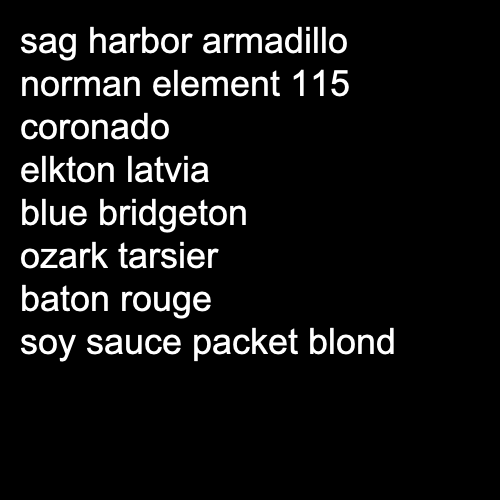 sag harbor armadillo
norman element 115
coronado
elkton latvia
blue bridgeton
ozark tarsier
baton rouge
soy sauce packet blond